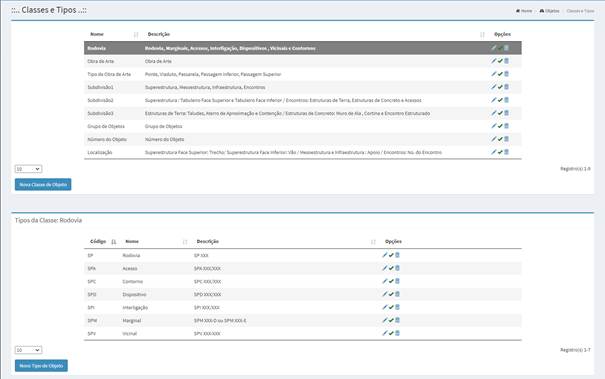 ::.. Classes e Tipos ..::
Home > Objetos > Classes e Tipos
Nome Descrição Opções
Rodovia Rodovia, Marginais, Acessos, Interligação, Dispositivos , Vicinais e Contornos
Obra de Arte Obra de Arte
Tipo da Obra de Arte Ponte, Viaduto, Passarela, Passagem Inferior, Passagem Superior
Subdivisão1 Superestrutura, Mesoestrutura, Infraestrutura, Encontros
Subdivisão2 Superestrutura : Tabuleiro Face Superior e Tabuleiro Face Inferior / Encontros: Estruturas de Terra, Estruturas de Concreto e Acessos
Subdivisão3 Estruturas de Terra: Taludes, Aterro de Aproximação e Contenção / Estruturas de Concreto: Muro de Ala , Cortina e Encontro Estruturado
Grupo de Objetos Grupo de Objetos
Número do Objeto Número do Objeto
Localização Superestrutura Face Superior: Trecho/ Superestrutura Face Inferior: Vão / Mesoestrutura e Infraestrutura : Apoio / Encontros: No. do Encontro
10 Registro(s) 1-9
Nova Classe de Objeto
Tipos da Classe: Rodovia
Código Nome Descrição Opções
SP Rodovia SP XXX
SPA Acesso SPA XXX/XXX
SPC Contorno SPC XXX/XXX
SPD Dispositivo SPD XXX/XXX
SPI Interligação SPI XXX/XXX
SPM Marginal SPM XXX-D ou SPM XXX-E
SPV Vicinal SPV XXX-XXX
10 Registro(s) 1-7
Novo Tipo de Objeto